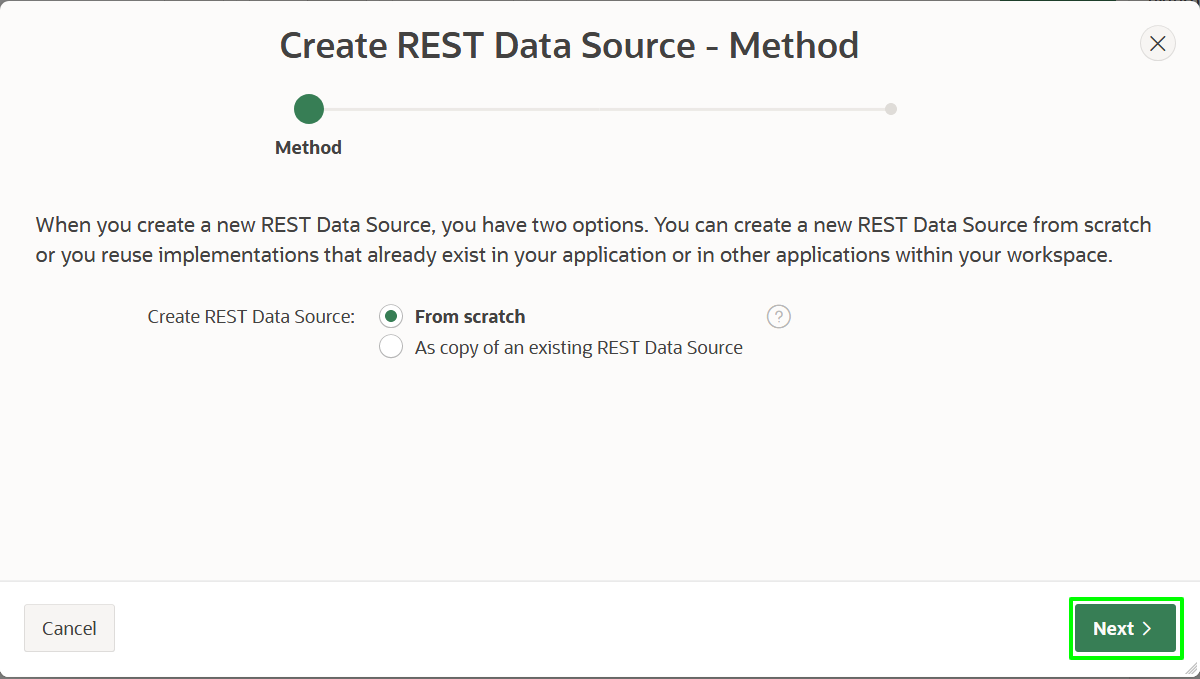 Create REST Data Source - Method
Method
When you create a new REST Data Source, you have two options. You can create a new REST Data Source from scratch
or you reuse implementations that already exist in your application or in other applications within your workspace.
Create REST Data Source:
From scratch
?
As copy of an existing REST Data Source
Cancel
Next